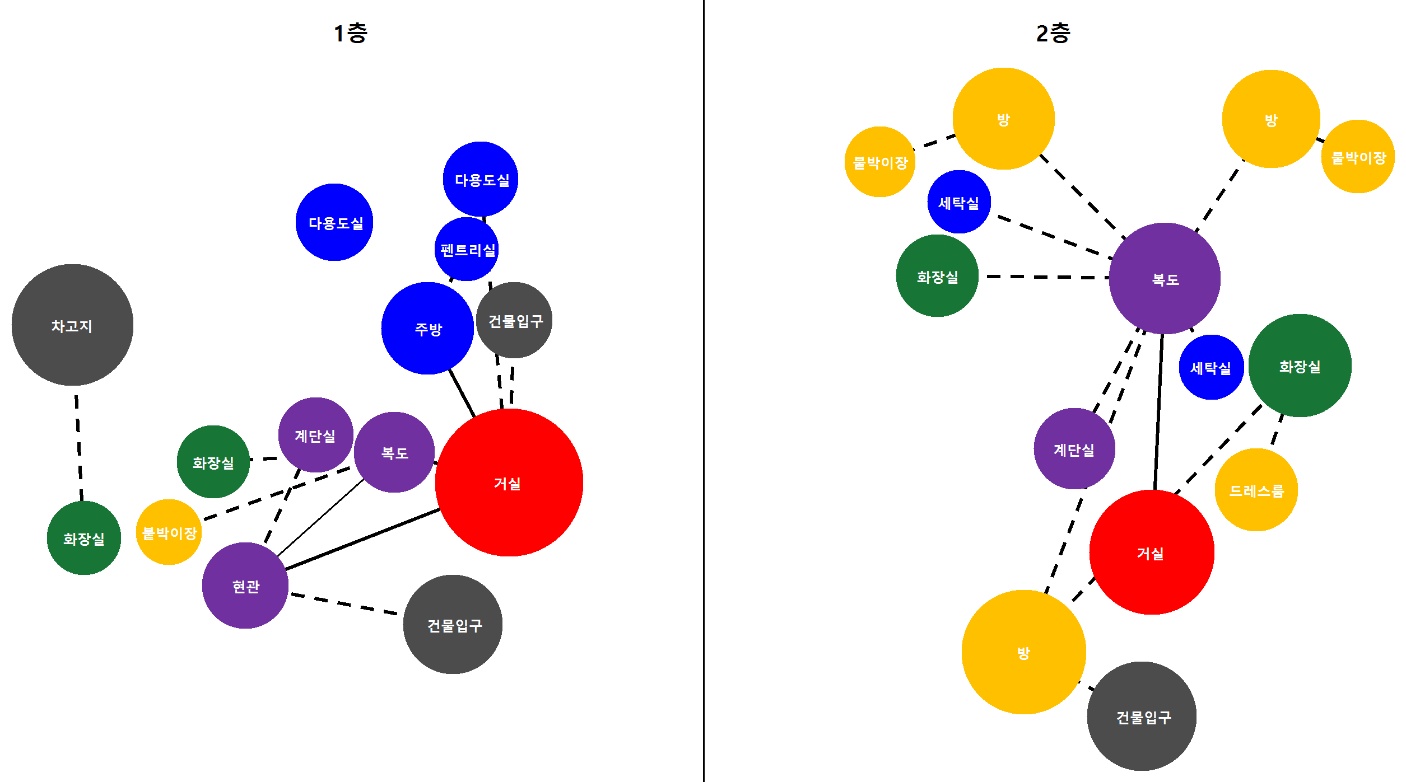 1층
다용도실
다용도실
펜트리실
차고지
주방
건물입구
계단실
복도
화장실
거실
화장실
붙박이장
현관
건물입구
2층
방
방
붙박이장
붙박이장
세탁실
화장실
복도
세탁실
화장실
계단실
드레스룸
거실
방
건물입구